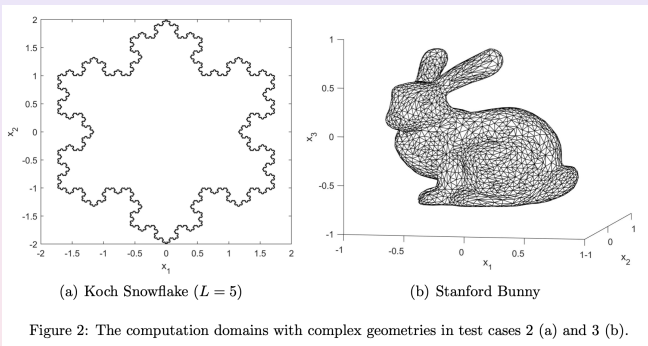 2
1.5
1
0.5
0
-0.5
-1
-1.5
-2
x2
-2 -1.5 -1 -0.5 0 0.5 1 1.5 2
x1
(a) Koch Snowflake (L = 5)
1
0.5
0
-0.5
-1
x3
-1 -0.5 0 0.5 1 -1 0 1
x1
x2
(b) Stanford Bunny
Figure 2: The computation domains with complex geometries in test cases 2 (a) and 3 (b).